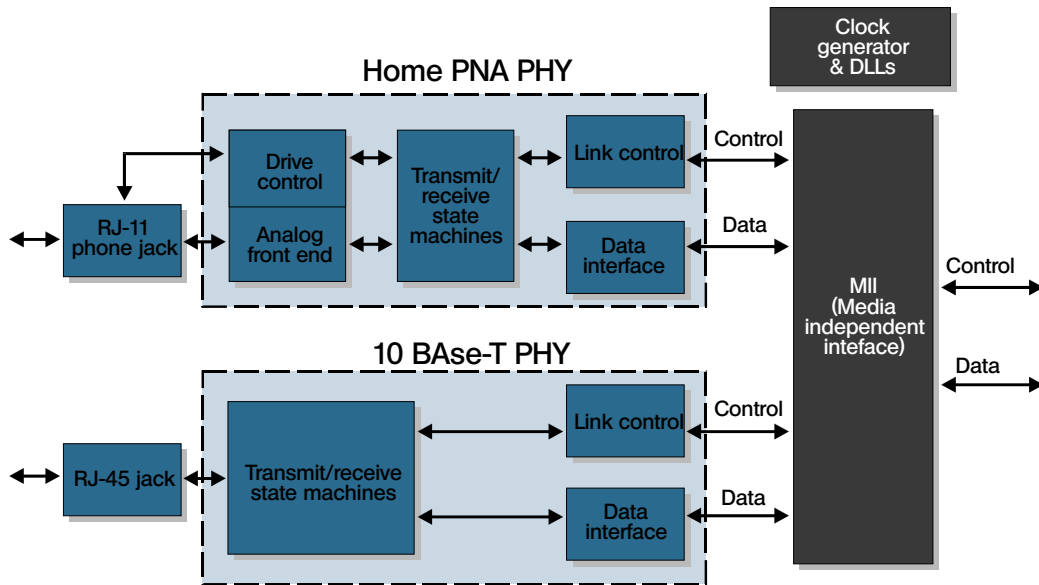 Clock
generator
& DLLs
Home PNA PHY
Drive
control
Analog
front end
Transmit/
receive
state
machines
Link control
Data
interface
Control
Data
RJ-11
phone jack
MII
(Media
independent
inteface)
Control
Data
10 BAse-T PHY
RJ-45 jack
Transmit/receive
state machines
Link control
Data
interface
Control
Data